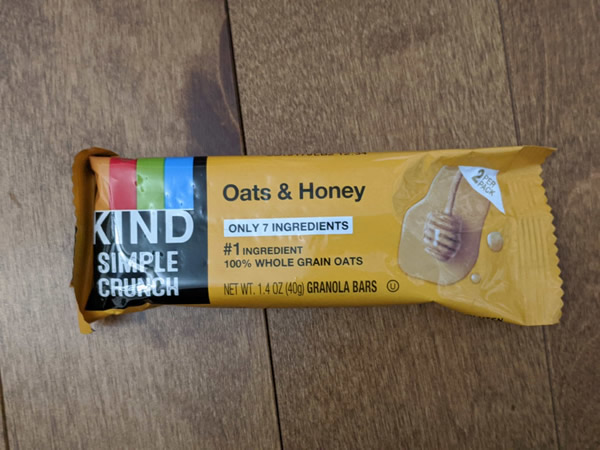 KIND
SIMPLE
CRUNCH
Oats & Honey
ONLY 7 INGREDIENTS
#1 INGREDIENT
100% WHOLE GRAIN OATS
NET WT. 1.4 OZ (40g) GRANOLA BARS U
2 PER
PACK